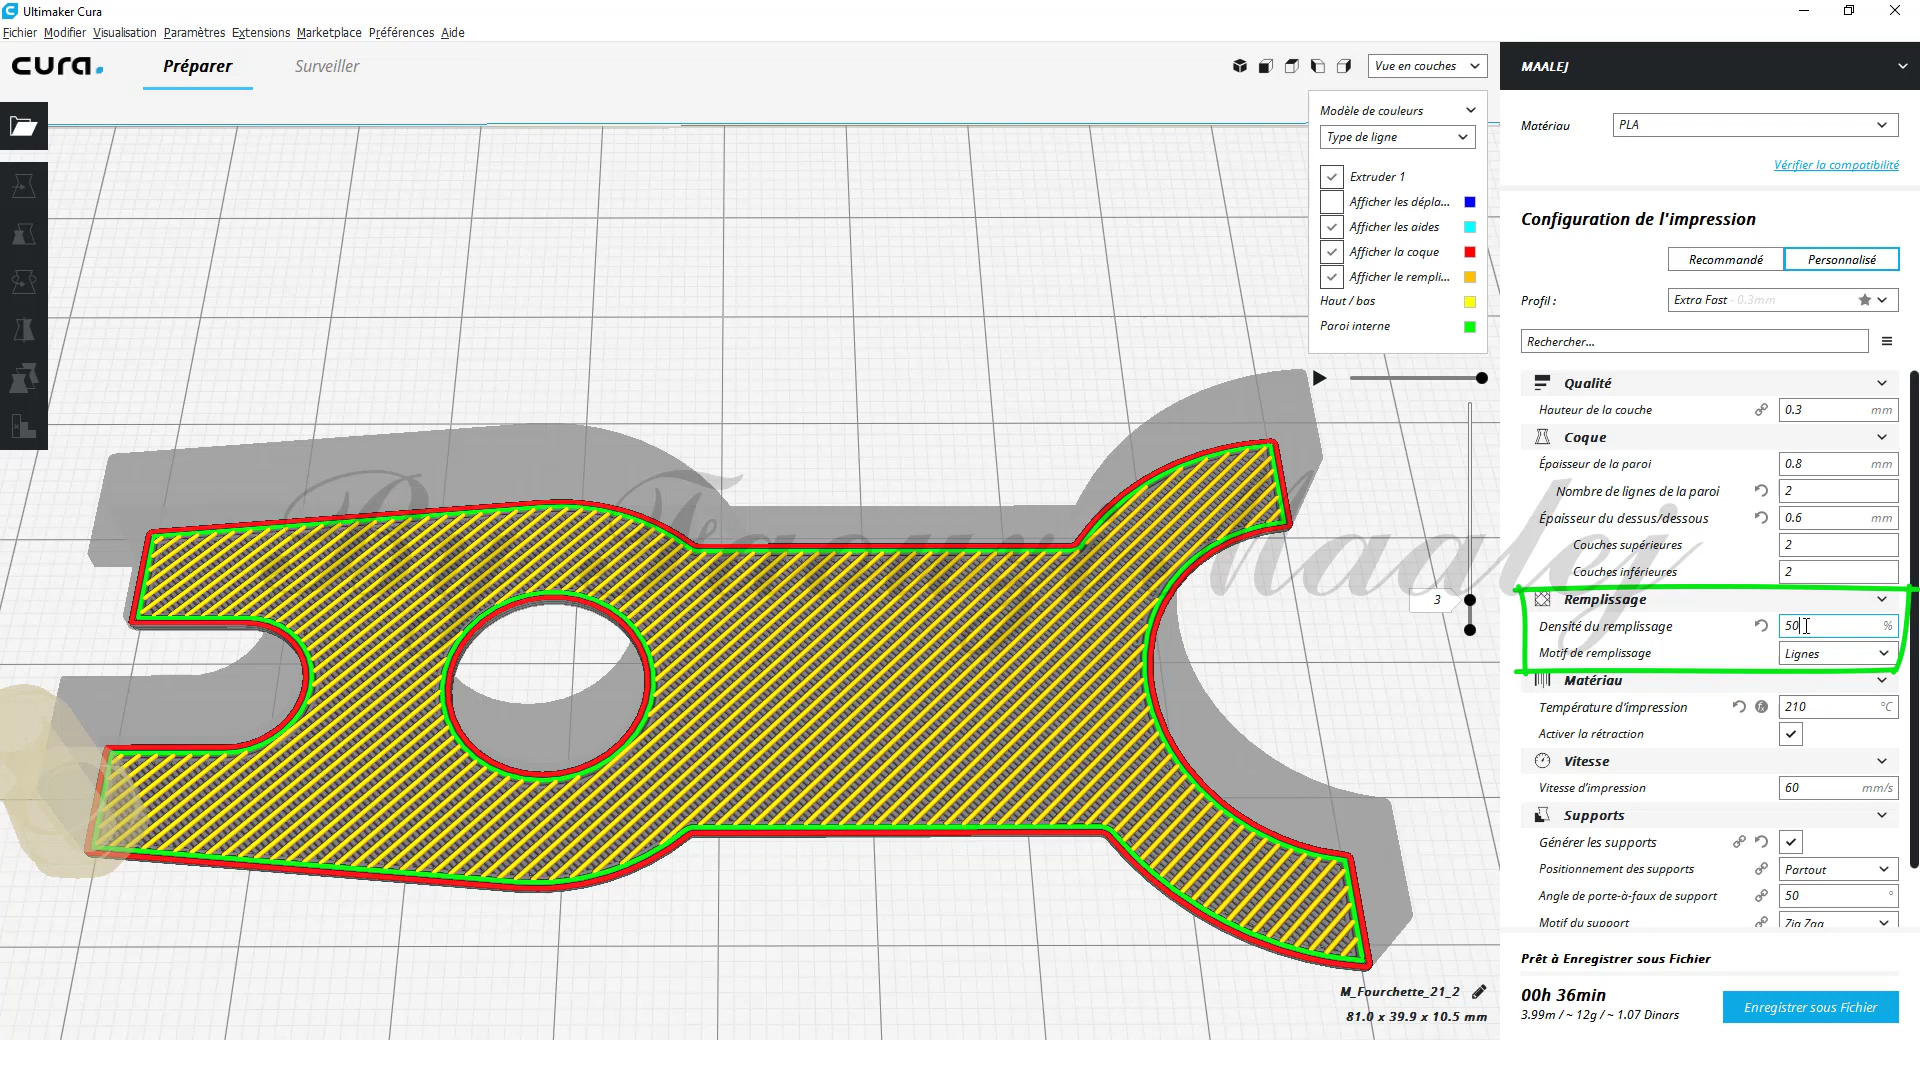 Ultimaker Cura
Fichier Modifier Visualisation Paramètres Extensions Marketplace Préférences Aide
cura.
Préparer
Surveiller
Vue en couches
MAALEJ
Modèle de couleurs
Type de ligne
Extruder 1
Afficher les dépla...
Afficher les aides
Afficher la coque
Afficher le rempli...
Haut / bas
Paroi interne
Matériau PLA
Vérifier la compatibilité
Configuration de l'impression
Recommandé Personnalisé
Profil : Extra Fast - 0.3mm
Rechercher...
Qualité
Hauteur de la couche 0.3 mm
Coque
Épaisseur de la paroi 0.8 mm
Nombre de lignes de la paroi 2
Épaisseur du dessus/dessous 0.6 mm
Couches supérieures 2
Couches inférieures 2
Remplissage
Densité du remplissage 50 %
Motif de remplissage Lignes
Matériau
Température d'impression 210 °C
Activer la rétraction
Vitesse
Vitesse d'impression 60 mm/s
Supports
Générer les supports
Positionnement des supports Partout
Angle de porte-à-faux de support 50 °
Motif du support Zig Zag
3
Maalej
M_Fourchette_21_2
81.0 x 39.9 x 10.5 mm
Prêt à Enregistrer sous Fichier
00h 36min
3.99m / ~ 12g / ~ 1.07 Dinars
Enregistrer sous Fichier